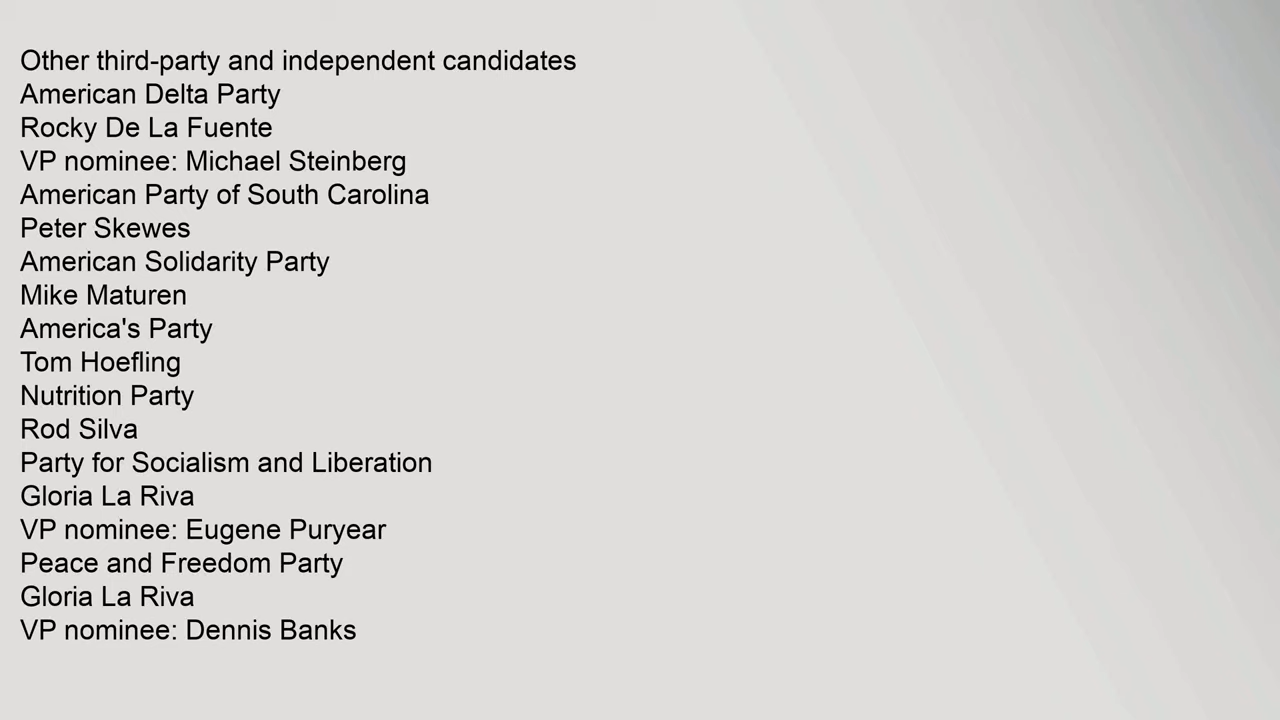 Other third-party and independent candidates
American Delta Party
Rocky De La Fuente
VP nominee: Michael Steinberg
American Party of South Carolina
Peter Skewes
American Solidarity Party
Mike Maturen
America's Party
Tom Hoefling
Nutrition Party
Rod Silva
Party for Socialism and Liberation
Gloria La Riva
VP nominee: Eugene Puryear
Peace and Freedom Party
Gloria La Riva
VP nominee: Dennis Banks